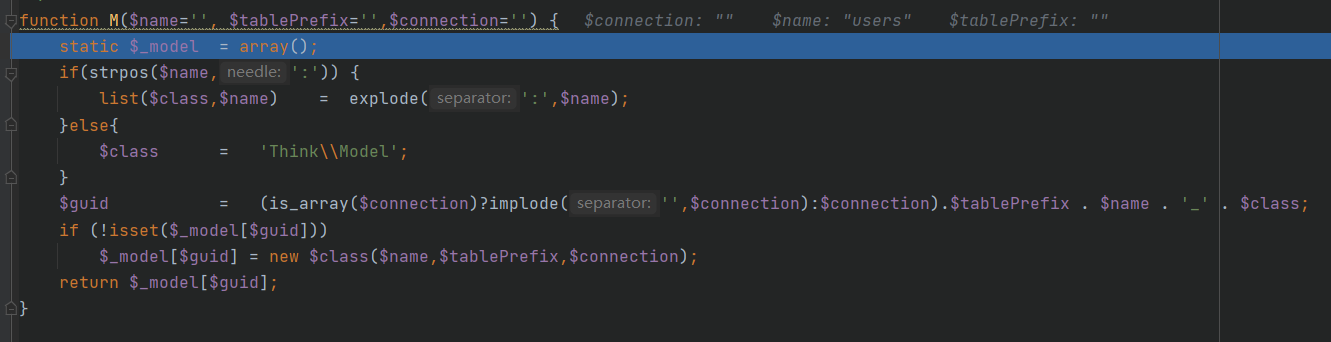 function M($name='', $tablePrefix='',$connection='') {   $connection: ""    $name: "users"    $tablePrefix: ""
    static $_model  = array();
    if(strpos($name, needle: ':')) {
        list($class,$name)    =  explode( separator: ':',$name);
    }else{
        $class      =   'Think\\Model';
    }
    $guid           =   (is_array($connection)?implode( separator: '',$connection):$connection).$tablePrefix . $name . '_' . $class;
    if (!isset($_model[$guid]))
        $_model[$guid] = new $class($name,$tablePrefix,$connection);
    return $_model[$guid];
}